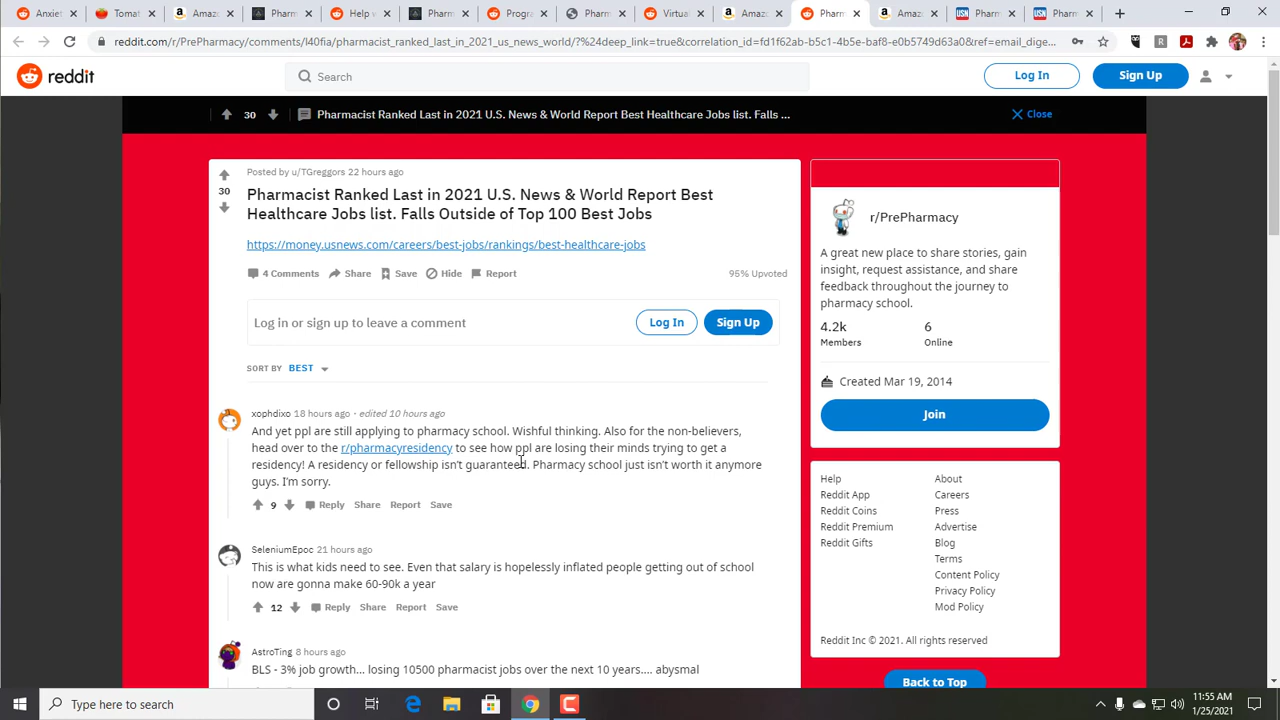 Anxiet
Tomat
Amazo
Pharm
Help w
Pharm
Progra
Pharm
Virtua
Amazo
Pharm
Amazo
Pharm
Pharm
reddit.com/r/PrePharmacy/comments/l40fia/pharmacist_ranked_last_in_2021_us_news_world/?%24deep_link=true&correlation_id=fd1f62ab-b5c1-4b5e-baf8-e0b5749d63a0&ref=email_dige...
reddit
Search
Log In
Sign Up
30
Pharmacist Ranked Last in 2021 U.S. News & World Report Best Healthcare Jobs list. Falls ...
Close
Posted by u/TGreggors 22 hours ago
30
Pharmacist Ranked Last in 2021 U.S. News & World Report Best
Healthcare Jobs list. Falls Outside of Top 100 Best Jobs
https://money.usnews.com/careers/best-jobs/rankings/best-healthcare-jobs
4 Comments Share Save Hide Report 95% Upvoted
Log in or sign up to leave a comment
Log In
Sign Up
SORT BY BEST
xophdixo 18 hours ago · edited 10 hours ago
And yet ppl are still applying to pharmacy school. Wishful thinking. Also for the non-believers,
head over to the r/pharmacyresidency to see how ppl are losing their minds trying to get a
residency! A residency or fellowship isn't guaranteed. Pharmacy school just isn't worth it anymore
guys. I'm sorry.
9 Reply Share Report Save
SeleniumEpoc 21 hours ago
This is what kids need to see. Even that salary is hopelessly inflated people getting out of school
now are gonna make 60-90k a year
12 Reply Share Report Save
AstroTing 8 hours ago
BLS - 3% job growth... losing 10500 pharmacist jobs over the next 10 years.... abysmal
r/PrePharmacy
A great new place to share stories, gain
insight, request assistance, and share
feedback throughout the journey to
pharmacy school.
4.2k 6
Members Online
Created Mar 19, 2014
Join
Help About
Reddit App Careers
Reddit Coins Press
Reddit Premium Advertise
Reddit Gifts Blog
Terms
Content Policy
Privacy Policy
Mod Policy
Reddit Inc © 2021. All rights reserved
Back to Top
Type here to search
11:55 AM
1/25/2021